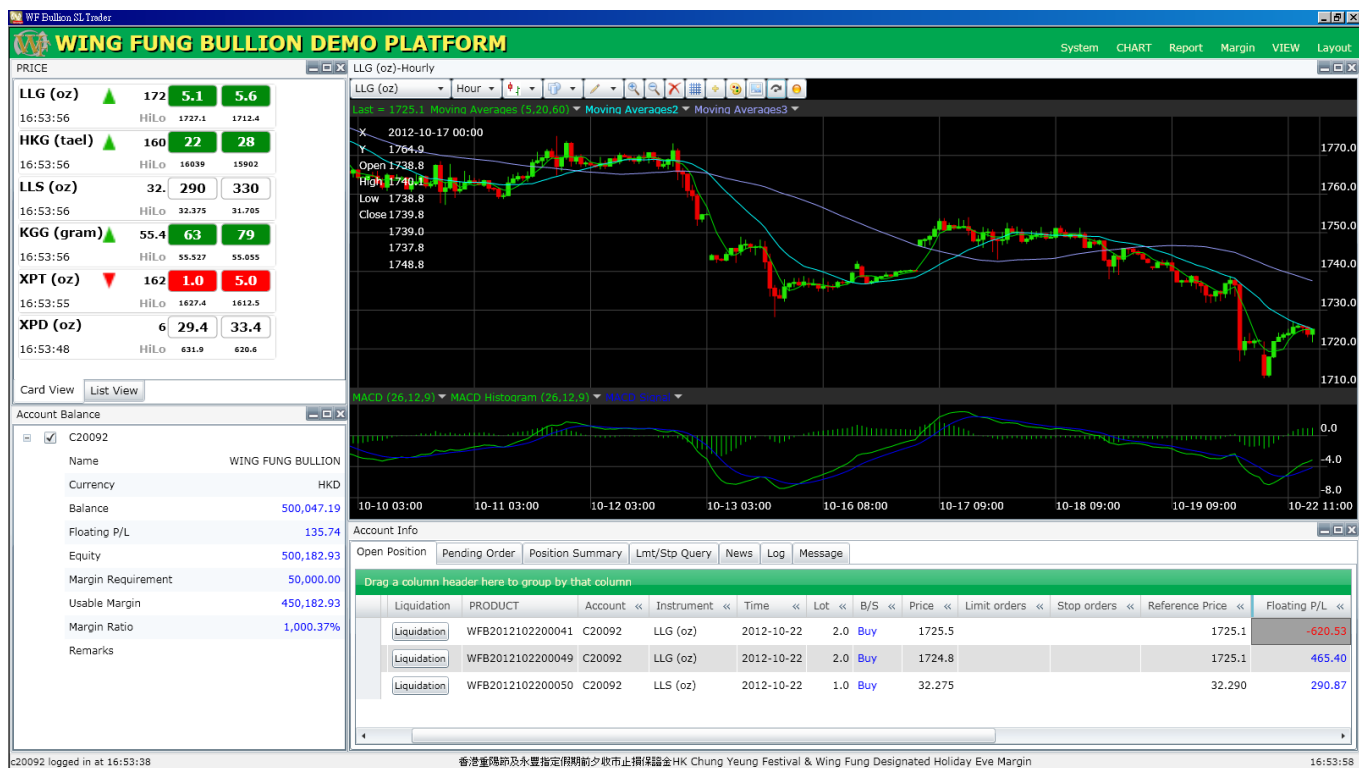 WF Bullion SL Trader
WING FUNG BULLION DEMO PLATFORM
System CHART Report Margin VIEW Layout
PRICE
LLG (oz) 172 5.1 5.6
16:53:56 HiLo 1727.1 1712.4
HKG (tael) 160 22 28
16:53:56 HiLo 16039 15902
LLS (oz) 32. 290 330
16:53:56 HiLo 32.375 31.705
KGG (gram) 55.4 63 79
16:53:56 HiLo 55.527 55.055
XPT (oz) 162 1.0 5.0
16:53:55 HiLo 1627.4 1612.5
XPD (oz) 6 29.4 33.4
16:53:48 HiLo 631.9 620.6
Card View List View
Account Balance
C20092
Name WING FUNG BULLION
Currency HKD
Balance 500,047.19
Floating P/L 135.74
Equity 500,182.93
Margin Requirement 50,000.00
Usable Margin 450,182.93
Margin Ratio 1,000.37%
Remarks
LLG (oz)-Hourly
LLG (oz) Hour
Last = 1725.1 Moving Averages (5,20,60) Moving Averages2 Moving Averages3
X 2012-10-17 00:00
Y 1764.9
Open 1738.8
High 1740.1
Low 1738.8
Close 1739.8
1739.0
1737.8
1748.8
1770.0
1760.0
1750.0
1740.0
1730.0
1720.0
1710.0
MACD (26,12,9) MACD Histogram (26,12,9) MACD Signal
0.0
-4.0
-8.0
10-10 03:00 10-11 03:00 10-12 03:00 10-13 03:00 10-16 08:00 10-17 09:00 10-18 09:00 10-19 09:00 10-22 11:00
Account Info
Open Position Pending Order Position Summary Lmt/Stp Query News Log Message
Drag a column header here to group by that column
Liquidation PRODUCT Account Instrument Time Lot B/S Price Limit orders Stop orders Reference Price Floating P/L
Liquidation WFB2012102200041 C20092 LLG (oz) 2012-10-22 2.0 Buy 1725.5 1725.1 -620.53
Liquidation WFB2012102200049 C20092 LLG (oz) 2012-10-22 2.0 Buy 1724.8 1725.1 465.40
Liquidation WFB2012102200050 C20092 LLS (oz) 2012-10-22 1.0 Buy 32.275 32.290 290.87
c20092 logged in at 16:53:38 香港重陽節及永豐指定假期前夕收市止損保證金HK Chung Yeung Festival & Wing Fung Designated Holiday Eve Margin 16:53:58